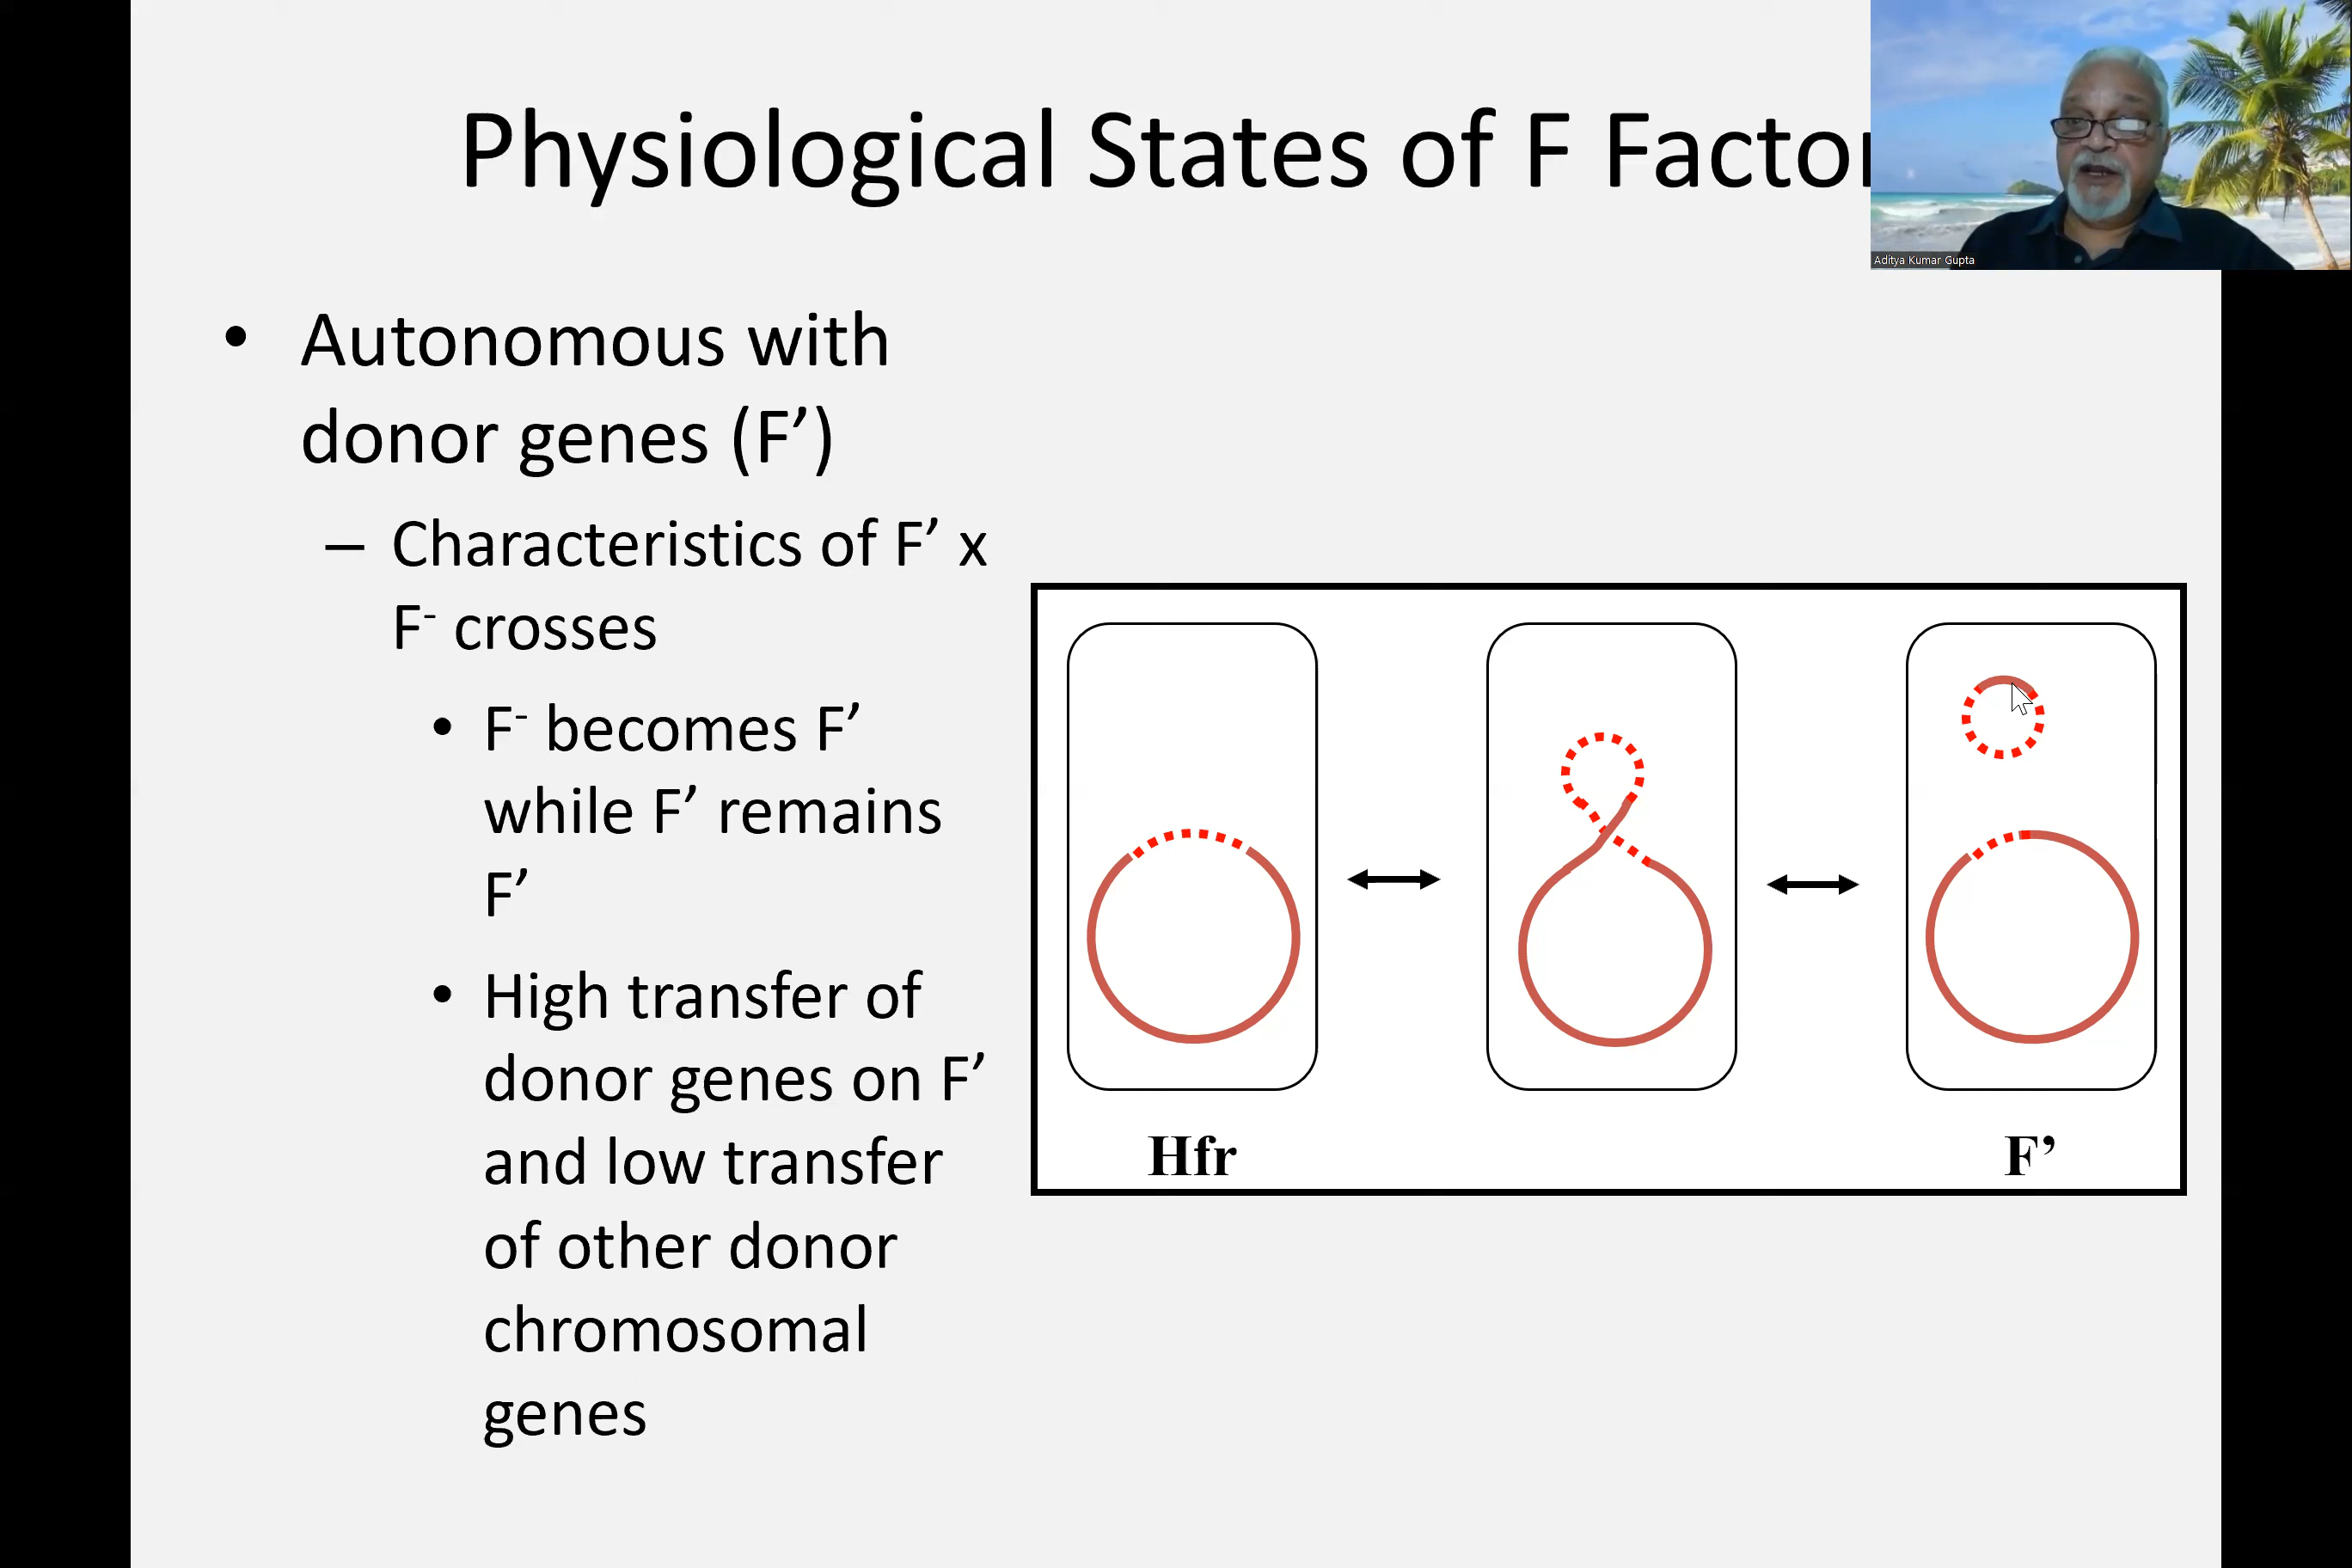 Physiological States of F Facto
Aditya Kumar Gupta
• Autonomous with
donor genes (F’)
– Characteristics of F’ x
F⁻ crosses
• F⁻ becomes F’
while F’ remains
F’
• High transfer of
donor genes on F’
and low transfer
of other donor
chromosomal
genes
Hfr
F’